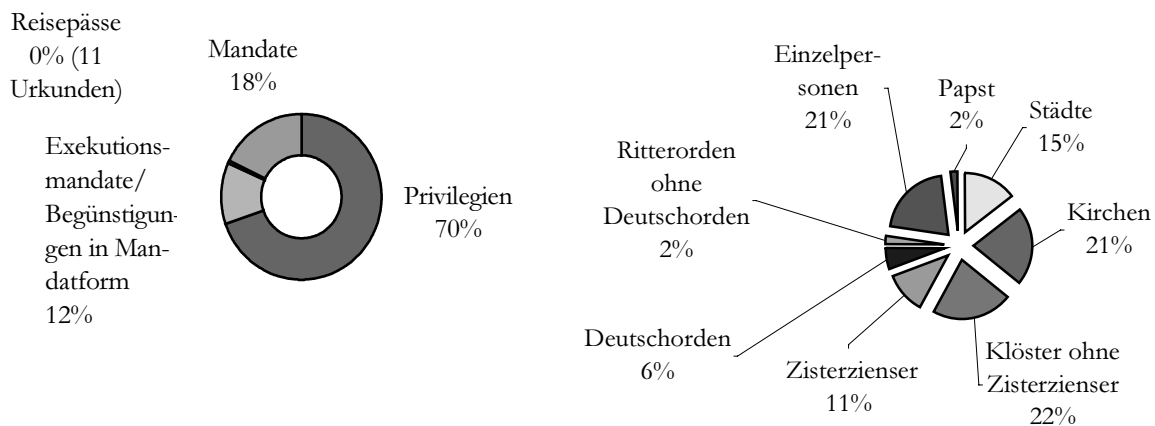 Reisepässe
0% (11
Urkunden)
Mandate
18%
Exekutions-
mandate/
Begünstigun-
gen in Man-
datform
12%
Privilegien
70%
Einzelper-
sonen
21%
Papst
2%
Städte
15%
Ritterorden
ohne
Deutschorden
2%
Kirchen
21%
Deutschorden
6%
Zisterzienser
11%
Klöster ohne
Zisterzienser
22%